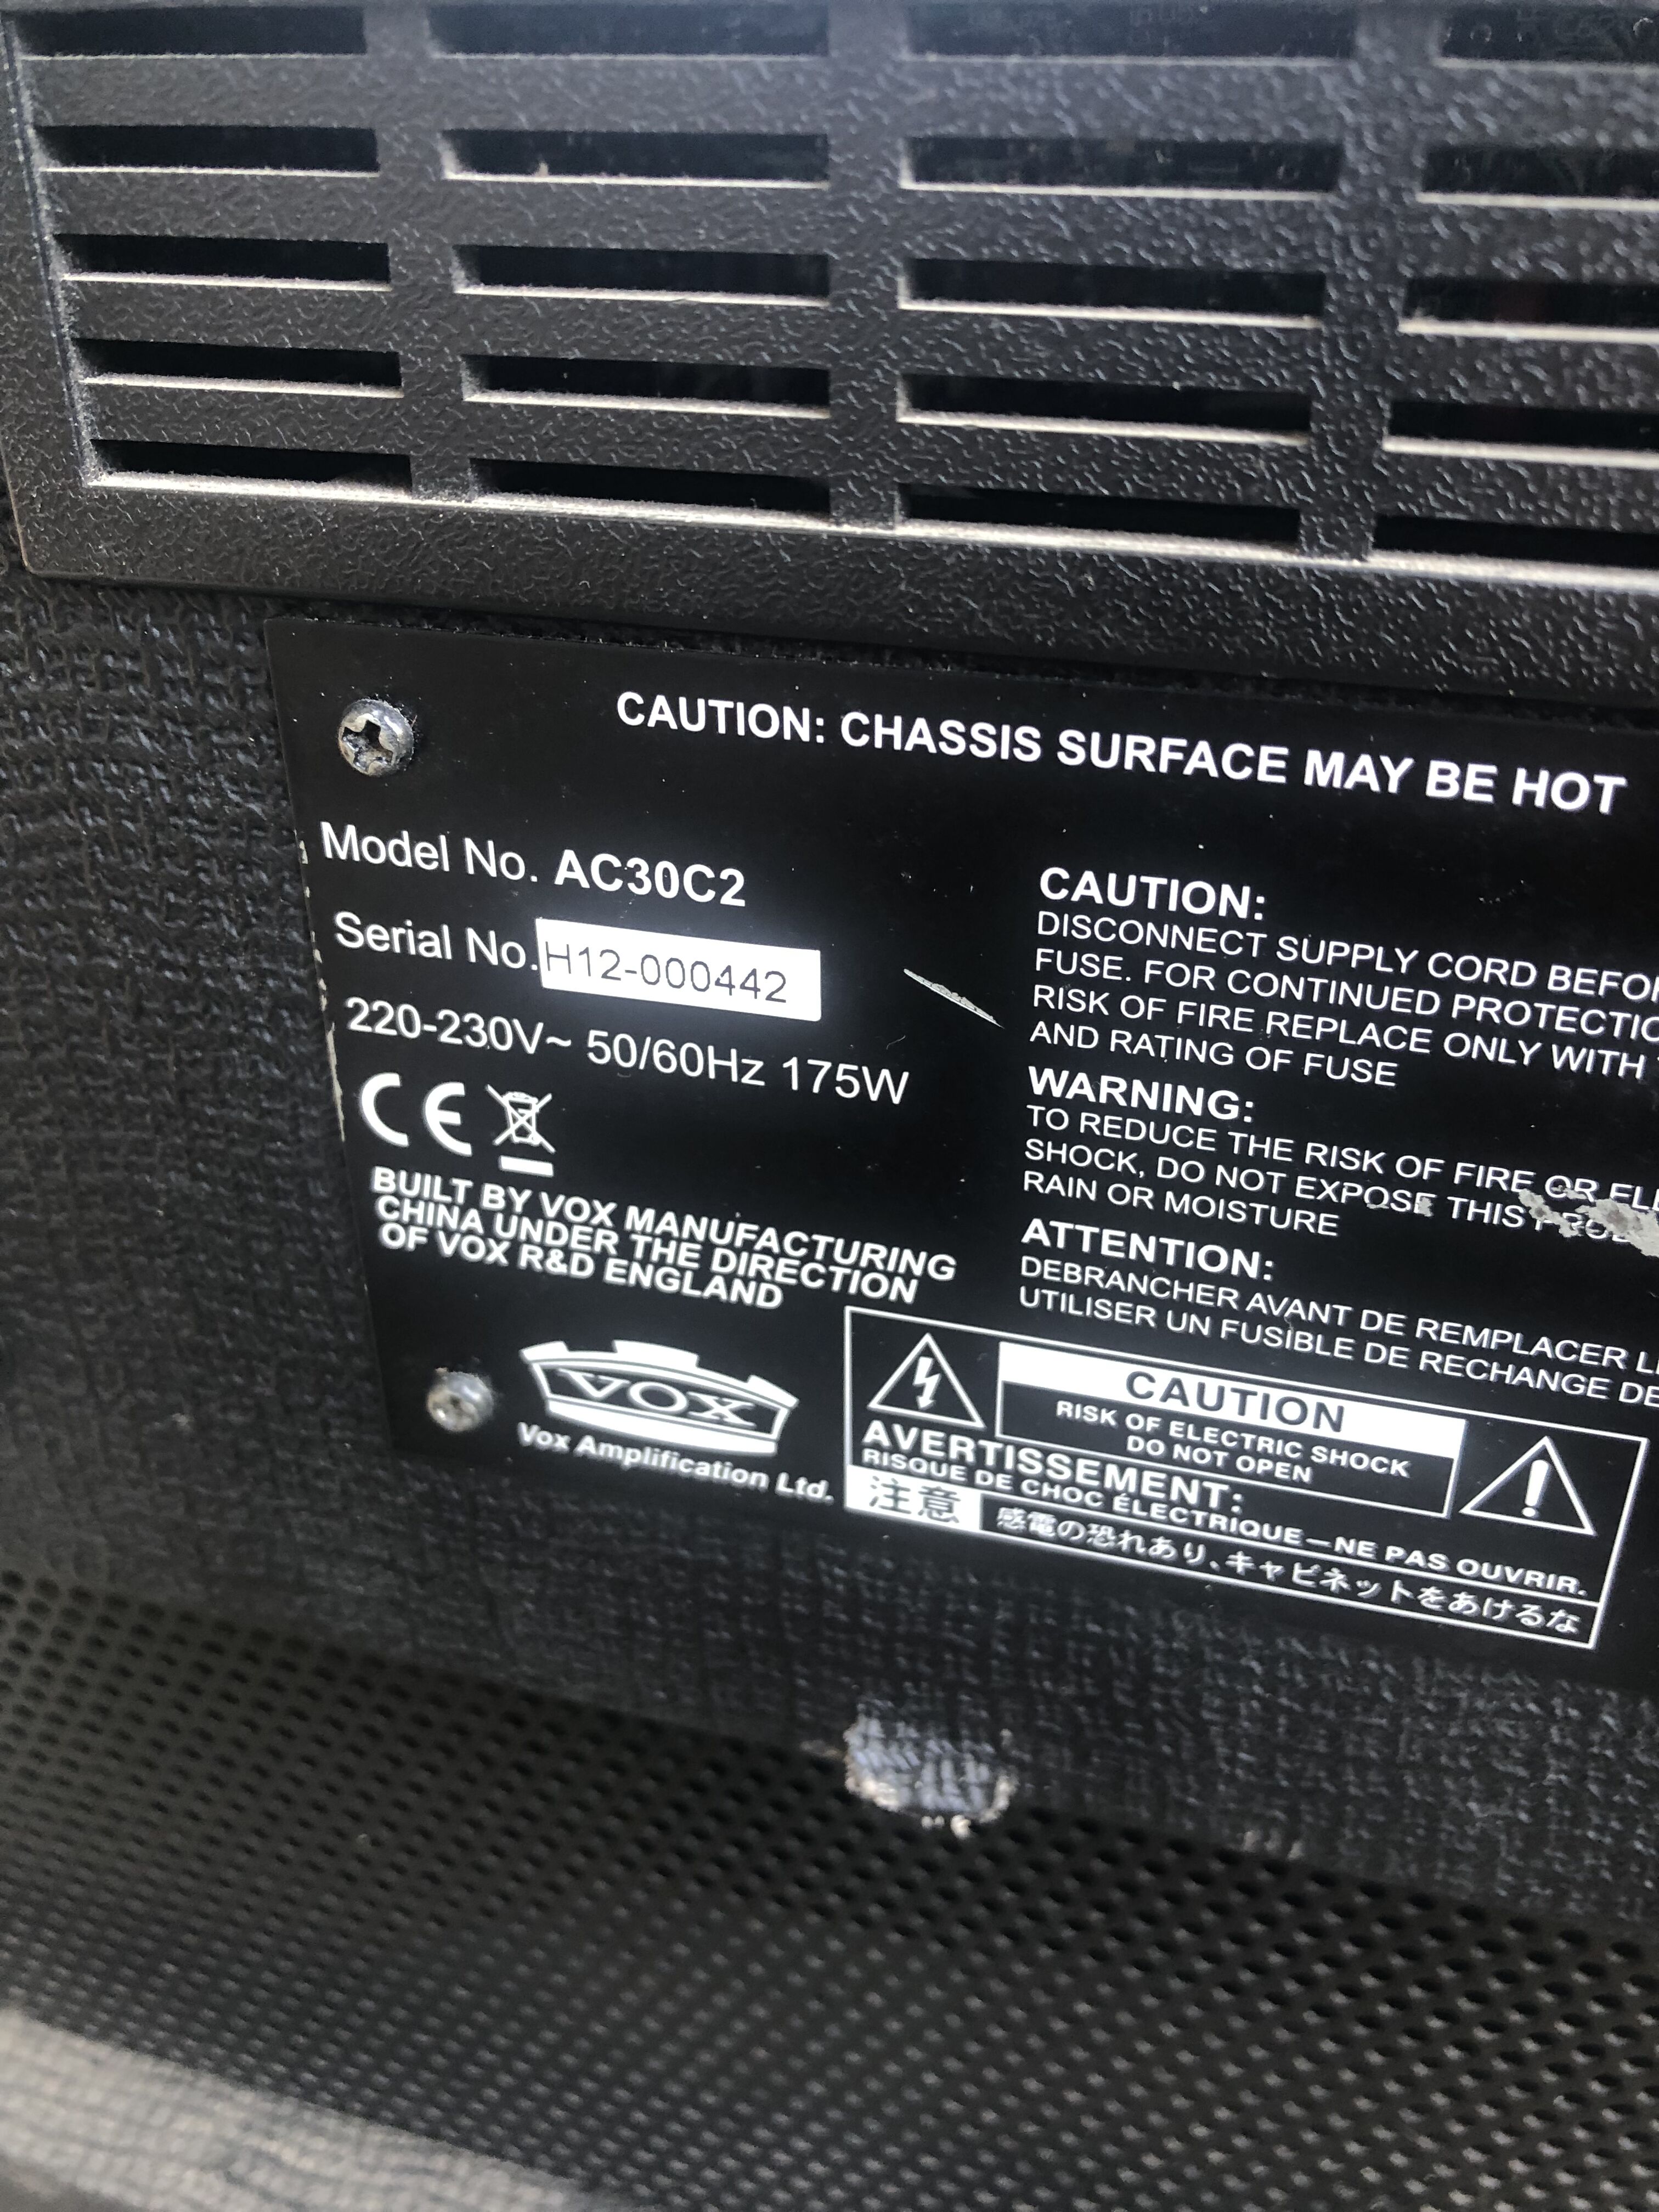 CAUTION: CHASSIS SURFACE MAY BE HOT
Model No. AC30C2
Serial No. H12-000442
220-230V~ 50/60Hz 175W
CE
BUILT BY VOX MANUFACTURING
CHINA UNDER THE DIRECTION
OF VOX R&D ENGLAND
VOX
Vox Amplification Ltd.
CAUTION:
DISCONNECT SUPPLY CORD
FUSE. FOR CONTINUED
RISK OF FIRE REPLACE ONLY WITH
AND RATING OF FUSE
WARNING:
TO REDUCE THE RISK OF FIRE OR
SHOCK, DO NOT EXPOSE THIS
RAIN OR MOISTURE
ATTENTION:
DEBRANCHER AVANT DE REMPLACER
UTILISER UN FUSIBLE DE RECHANGE
CAUTION
RISK OF ELECTRIC SHOCK
DO NOT OPEN
AVERTISSEMENT:
RISQUE DE CHOC ÉLECTRIQUE—NE PAS OUVRIR.
注意 感電の恐れあり、キャビネットをあけるな